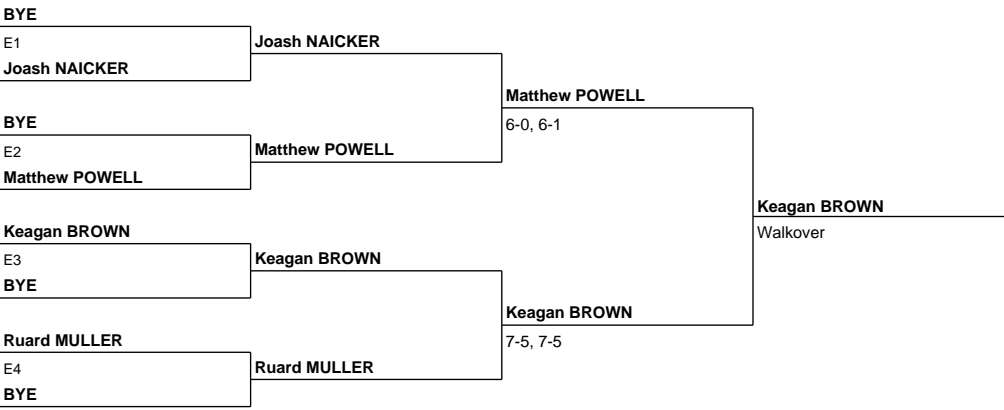 BYE
E1
Joash NAICKER
BYE
E2
Matthew POWELL
Keagan BROWN
E3
BYE
Ruard MULLER
E4
BYE
Joash NAICKER
Matthew POWELL
Keagan BROWN
Ruard MULLER
Matthew POWELL
6-0, 6-1
Keagan BROWN
7-5, 7-5
Keagan BROWN
Walkover